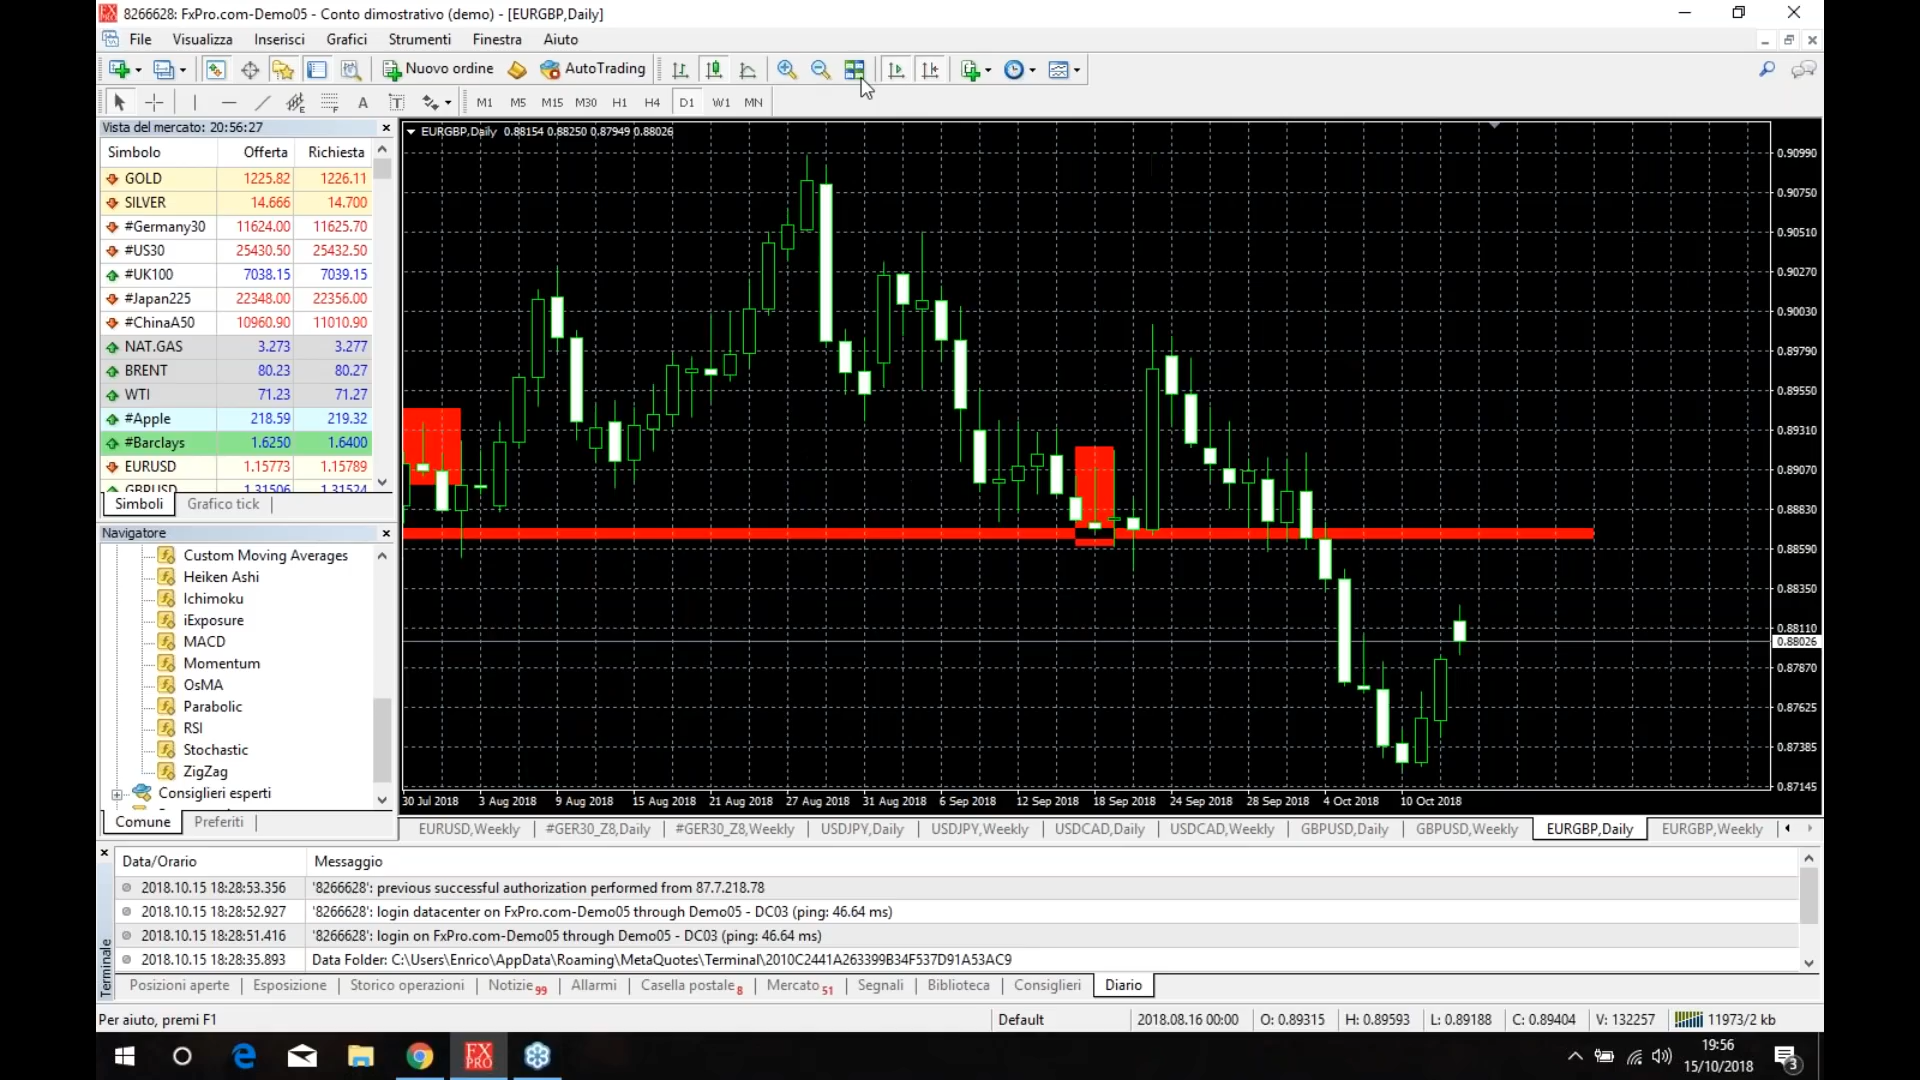 8266628: FxPro.com-Demo05 - Conto dimostrativo (demo) - [EURGBP,Daily]
File Visualizza Inserisci Grafici Strumenti Finestra Aiuto
Nuovo ordine AutoTrading
A T M1 M5 M15 M30 H1 H4 D1 W1 MN
Vista del mercato: 20:56:27
Simbolo Offerta Richiesta
GOLD 1225.82 1226.11
SILVER 14.666 14.700
#Germany30 11624.00 11625.70
#US30 25430.50 25432.50
#UK100 7038.15 7039.15
#Japan225 22348.00 22356.00
#ChinaA50 10960.90 11010.90
NAT.GAS 3.273 3.277
BRENT 80.23 80.27
WTI 71.23 71.27
#Apple 218.59 219.32
#Barclays 1.6250 1.6400
EURUSD 1.15773 1.15789
GBPUSD 1.31506 1.31524
Simboli Grafico tick
Navigatore
Custom Moving Averages
Heiken Ashi
Ichimoku
iExposure
MACD
Momentum
OsMA
Parabolic
RSI
Stochastic
ZigZag
Consiglieri esperti
Comune Preferiti
EURGBP,Daily 0.88154 0.88250 0.87949 0.88026
0.90990
0.90750
0.90510
0.90270
0.90030
0.89790
0.89550
0.89310
0.89070
0.88830
0.88590
0.88350
0.88110
0.88026
0.87870
0.87625
0.87385
0.87145
30 Jul 2018 3 Aug 2018 9 Aug 2018 15 Aug 2018 21 Aug 2018 27 Aug 2018 31 Aug 2018 6 Sep 2018 12 Sep 2018 18 Sep 2018 24 Sep 2018 28 Sep 2018 4 Oct 2018 10 Oct 2018
EURUSD,Weekly #GER30_Z8,Daily #GER30_Z8,Weekly USDJPY,Daily USDJPY,Weekly USDCAD,Daily USDCAD,Weekly GBPUSD,Daily GBPUSD,Weekly EURGBP,Daily EURGBP,Weekly
Data/Orario Messaggio
2018.10.15 18:28:53.356 '8266628': previous successful authorization performed from 87.7.218.78
2018.10.15 18:28:52.927 '8266628': login datacenter on FxPro.com-Demo05 through Demo05 - DC03 (ping: 46.64 ms)
2018.10.15 18:28:51.416 '8266628': login on FxPro.com-Demo05 through Demo05 - DC03 (ping: 46.64 ms)
2018.10.15 18:28:35.893 Data Folder: C:\Users\Enrico\AppData\Roaming\MetaQuotes\Terminal\2010C2441A263399B34F537D91A53AC9
Terminale
Posizioni aperte Esposizione Storico operazioni Notizie 99 Allarmi Casella postale 8 Mercato 51 Segnali Biblioteca Consiglieri Diario
Per aiuto, premi F1 Default 2018.08.16 00:00 O: 0.89315 H: 0.89593 L: 0.89188 C: 0.89404 V: 132257 11973/2 kb
FX PRO
19:56
15/10/2018
3